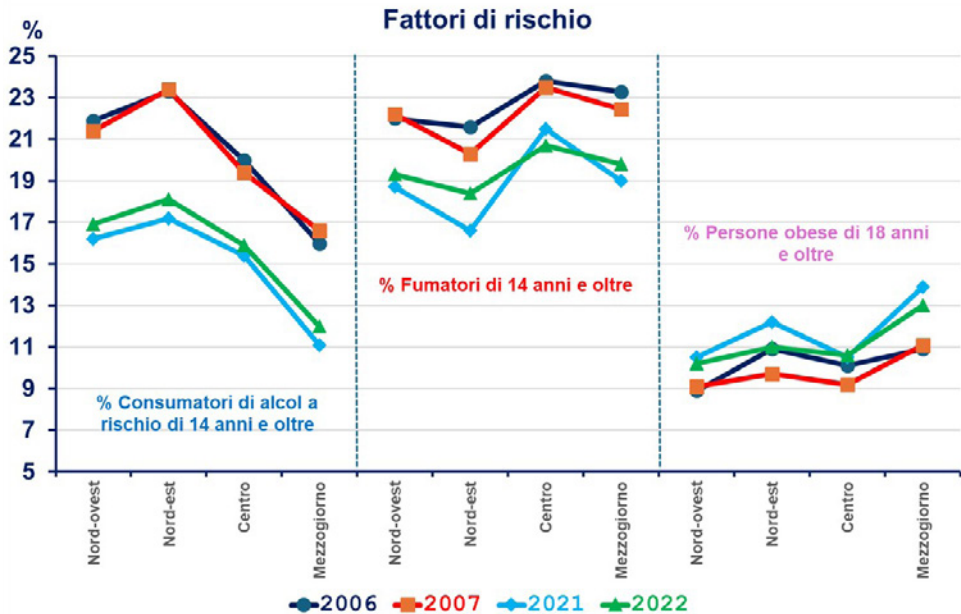 Fattori di rischio
%
25
23
21
19
17
15
13
11
9
7
5
% Consumatori di alcol a
rischio di 14 anni e oltre
% Fumatori di 14 anni e oltre
% Persone obese di 18 anni
e oltre
Nord-ovest
Nord-est
Centro
Mezzogiorno
Nord-ovest
Nord-est
Centro
Mezzogiorno
Nord-ovest
Nord-est
Centro
Mezzogiorno
2006 2007 2021 2022